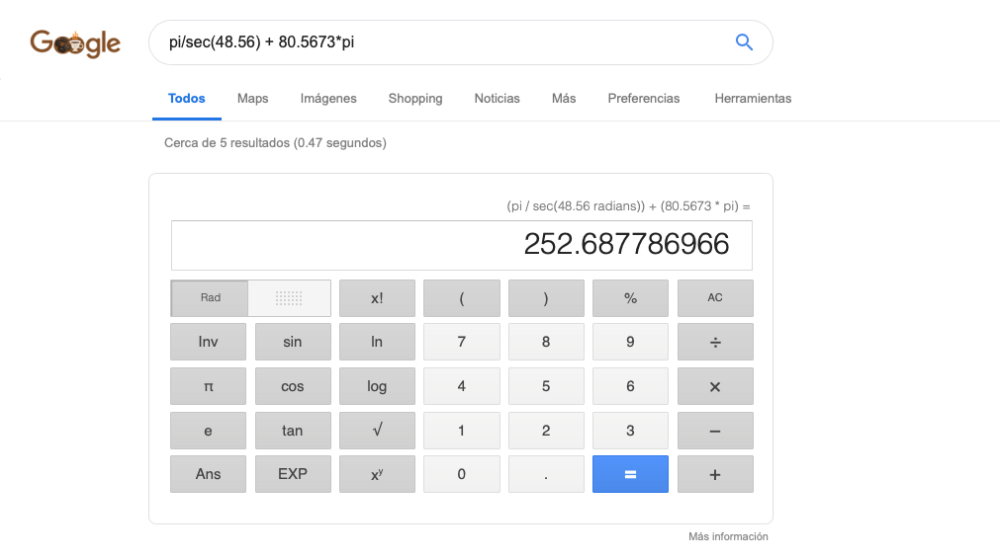 Google
pi/sec(48.56) + 80.5673*pi
Todos Maps Imágenes Shopping Noticias Más Preferencias Herramientas
Cerca de 5 resultados (0.47 segundos)
(pi / sec(48.56 radians)) + (80.5673 * pi) =
252.687786966
Rad x! ( ) % AC
Inv sin ln 7 8 9 ÷
π cos log 4 5 6 ×
e tan √ 1 2 3 −
Ans EXP xʸ 0 . = +
Más información